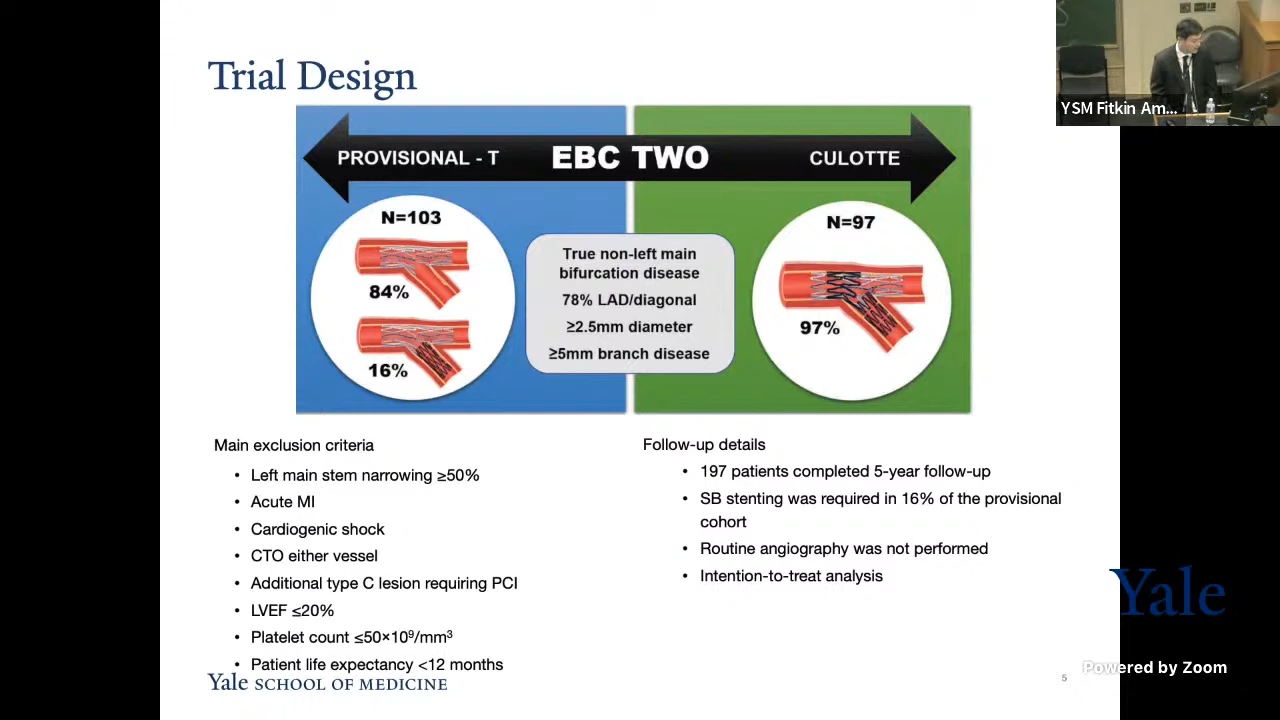 Trial Design
PROVISIONAL - T
EBC TWO
CULOTTE
N=103
84%
16%
True non-left main
bifurcation disease
78% LAD/diagonal
≥2.5mm diameter
≥5mm branch disease
N=97
97%
Main exclusion criteria
• Left main stem narrowing ≥50%
• Acute MI
• Cardiogenic shock
• CTO either vessel
• Additional type C lesion requiring PCI
• LVEF ≤20%
• Platelet count ≤50×10⁹/mm³
• Patient life expectancy <12 months
Follow-up details
• 197 patients completed 5-year follow-up
• SB stenting was required in 16% of the provisional
cohort
• Routine angiography was not performed
• Intention-to-treat analysis
Yale SCHOOL OF MEDICINE
5
YSM Fitkin Am...
Yale
Powered by Zoom